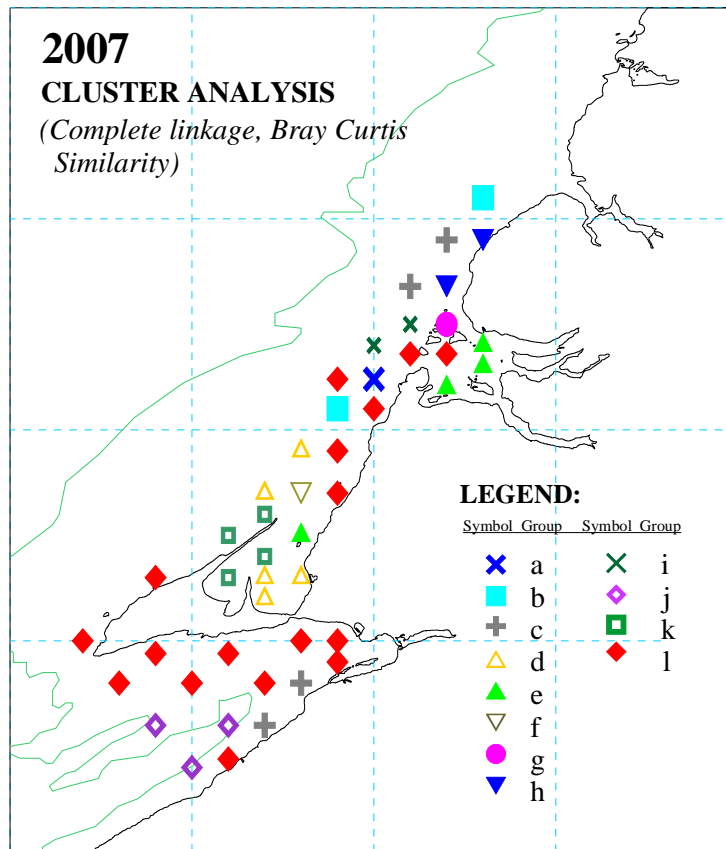 2007
CLUSTER ANALYSIS
(Complete linkage, Bray Curtis
Similarity)
LEGEND:
Symbol Group Symbol Group
a i
b j
c k
d l
e
f
g
h